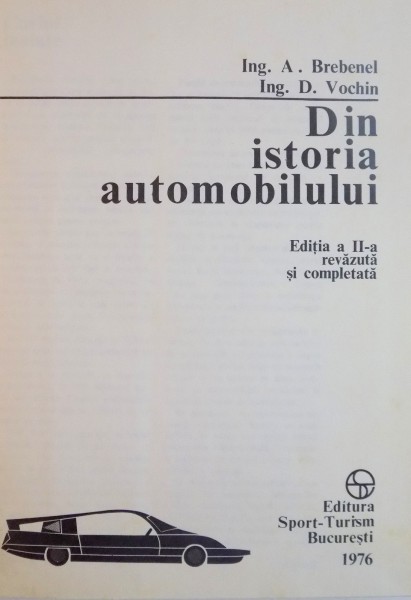 Ing. A. Brebenel
Ing. D. Vochin
Din
istoria
automobilului
Ediția a II-a
revăzută
și completată
Editura
Sport-Turism
București
1976